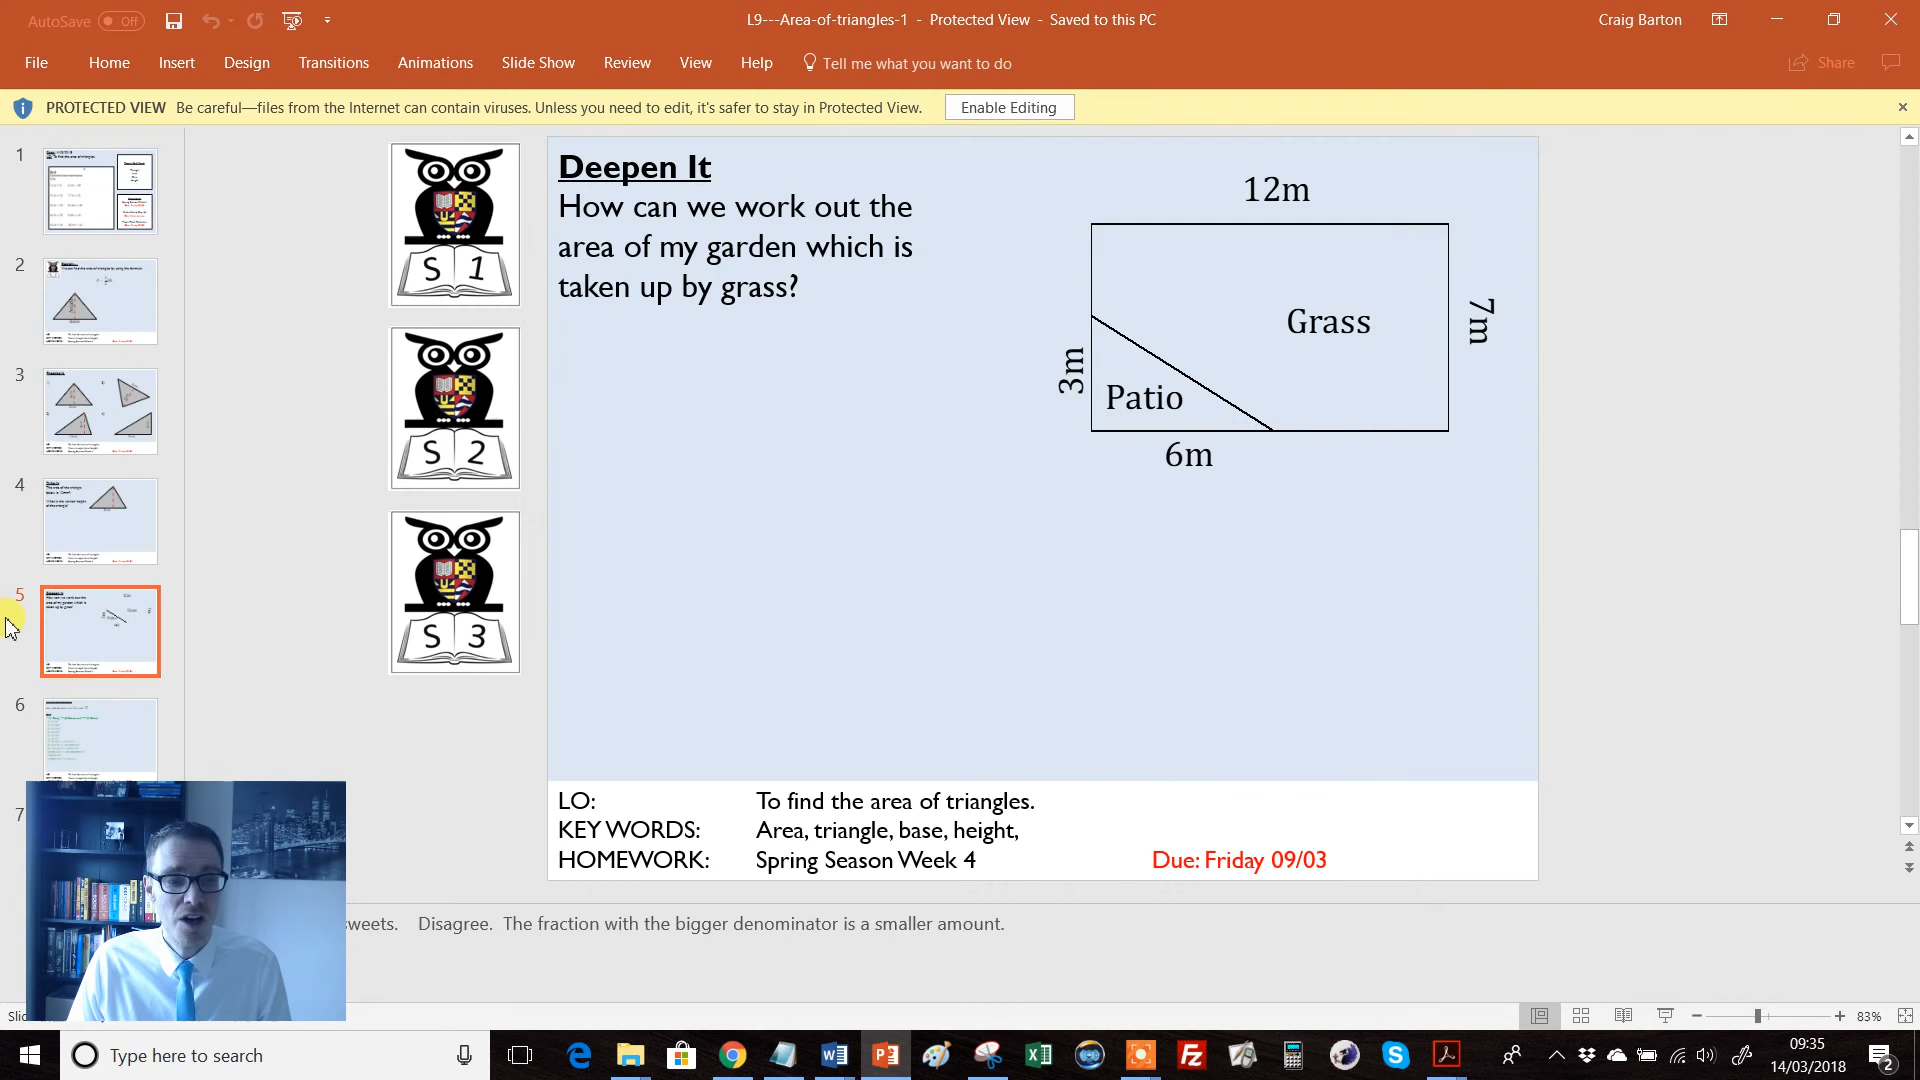 AutoSave Off
L9---Area-of-triangles-1 - Protected View - Saved to this PC
Craig Barton
File Home Insert Design Transitions Animations Slide Show Review View Help Tell me what you want to do
Share
PROTECTED VIEW Be careful—files from the Internet can contain viruses. Unless you need to edit, it's safer to stay in Protected View. Enable Editing
1
2
3
4
5
6
7
S 1
S 2
S 3
Deepen It
How can we work out the
area of my garden which is
taken up by grass?
12m
7m
Grass
3m
Patio
6m
LO: To find the area of triangles.
KEY WORDS: Area, triangle, base, height,
HOMEWORK: Spring Season Week 4 Due: Friday 09/03
sweets. Disagree. The fraction with the bigger denominator is a smaller amount.
83%
Type here to search
09:35
14/03/2018
2